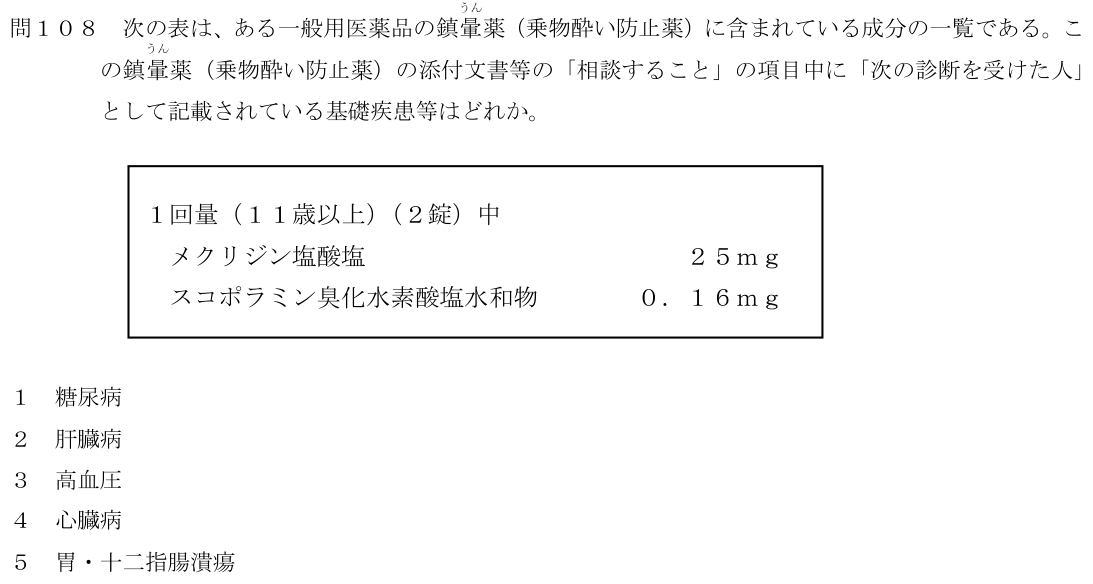 問１０８　次の表は、ある一般用医薬品の鎮暈薬（乗物酔い防止薬）に含まれている成分の一覧である。こ
の鎮暈薬（乗物酔い防止薬）の添付文書等の「相談すること」の項目中に「次の診断を受けた人」
として記載されている基礎疾患等はどれか。
１回量（１１歳以上）（２錠）中
メクリジン塩酸塩　２５ｍｇ
スコポラミン臭化水素酸塩水和物　０．１６ｍｇ
１　糖尿病
２　肝臓病
３　高血圧
４　心臓病
５　胃・十二指腸潰瘍